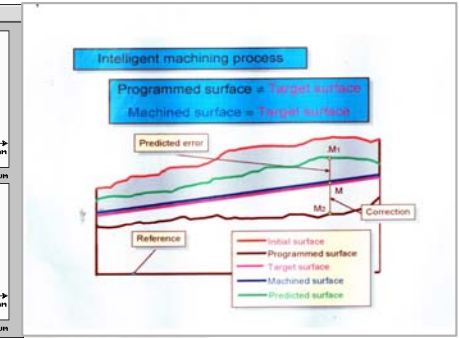 Intelligent machining process
Programmed surface ≠ Target surface
Machined surface = Target surface
Predicted error
M1
M
M2
Correction
Reference
Initial surface
Programmed surface
Target surface
Machined surface
Predicted surface